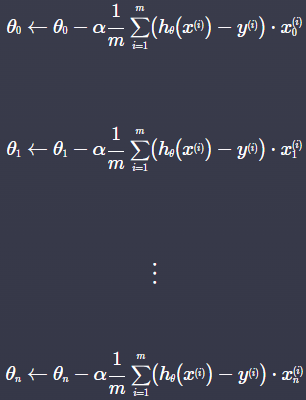 θ₀ ← θ₀ − α 1/m ∑ᵢ₌₁ᵐ (h_θ(x⁽ⁱ⁾) − y⁽ⁱ⁾) · x₀⁽ⁱ⁾
θ₁ ← θ₁ − α 1/m ∑ᵢ₌₁ᵐ (h_θ(x⁽ⁱ⁾) − y⁽ⁱ⁾) · x₁⁽ⁱ⁾
⋮
θₙ ← θₙ − α 1/m ∑ᵢ₌₁ᵐ (h_θ(x⁽ⁱ⁾) − y⁽ⁱ⁾) · xₙ⁽ⁱ⁾